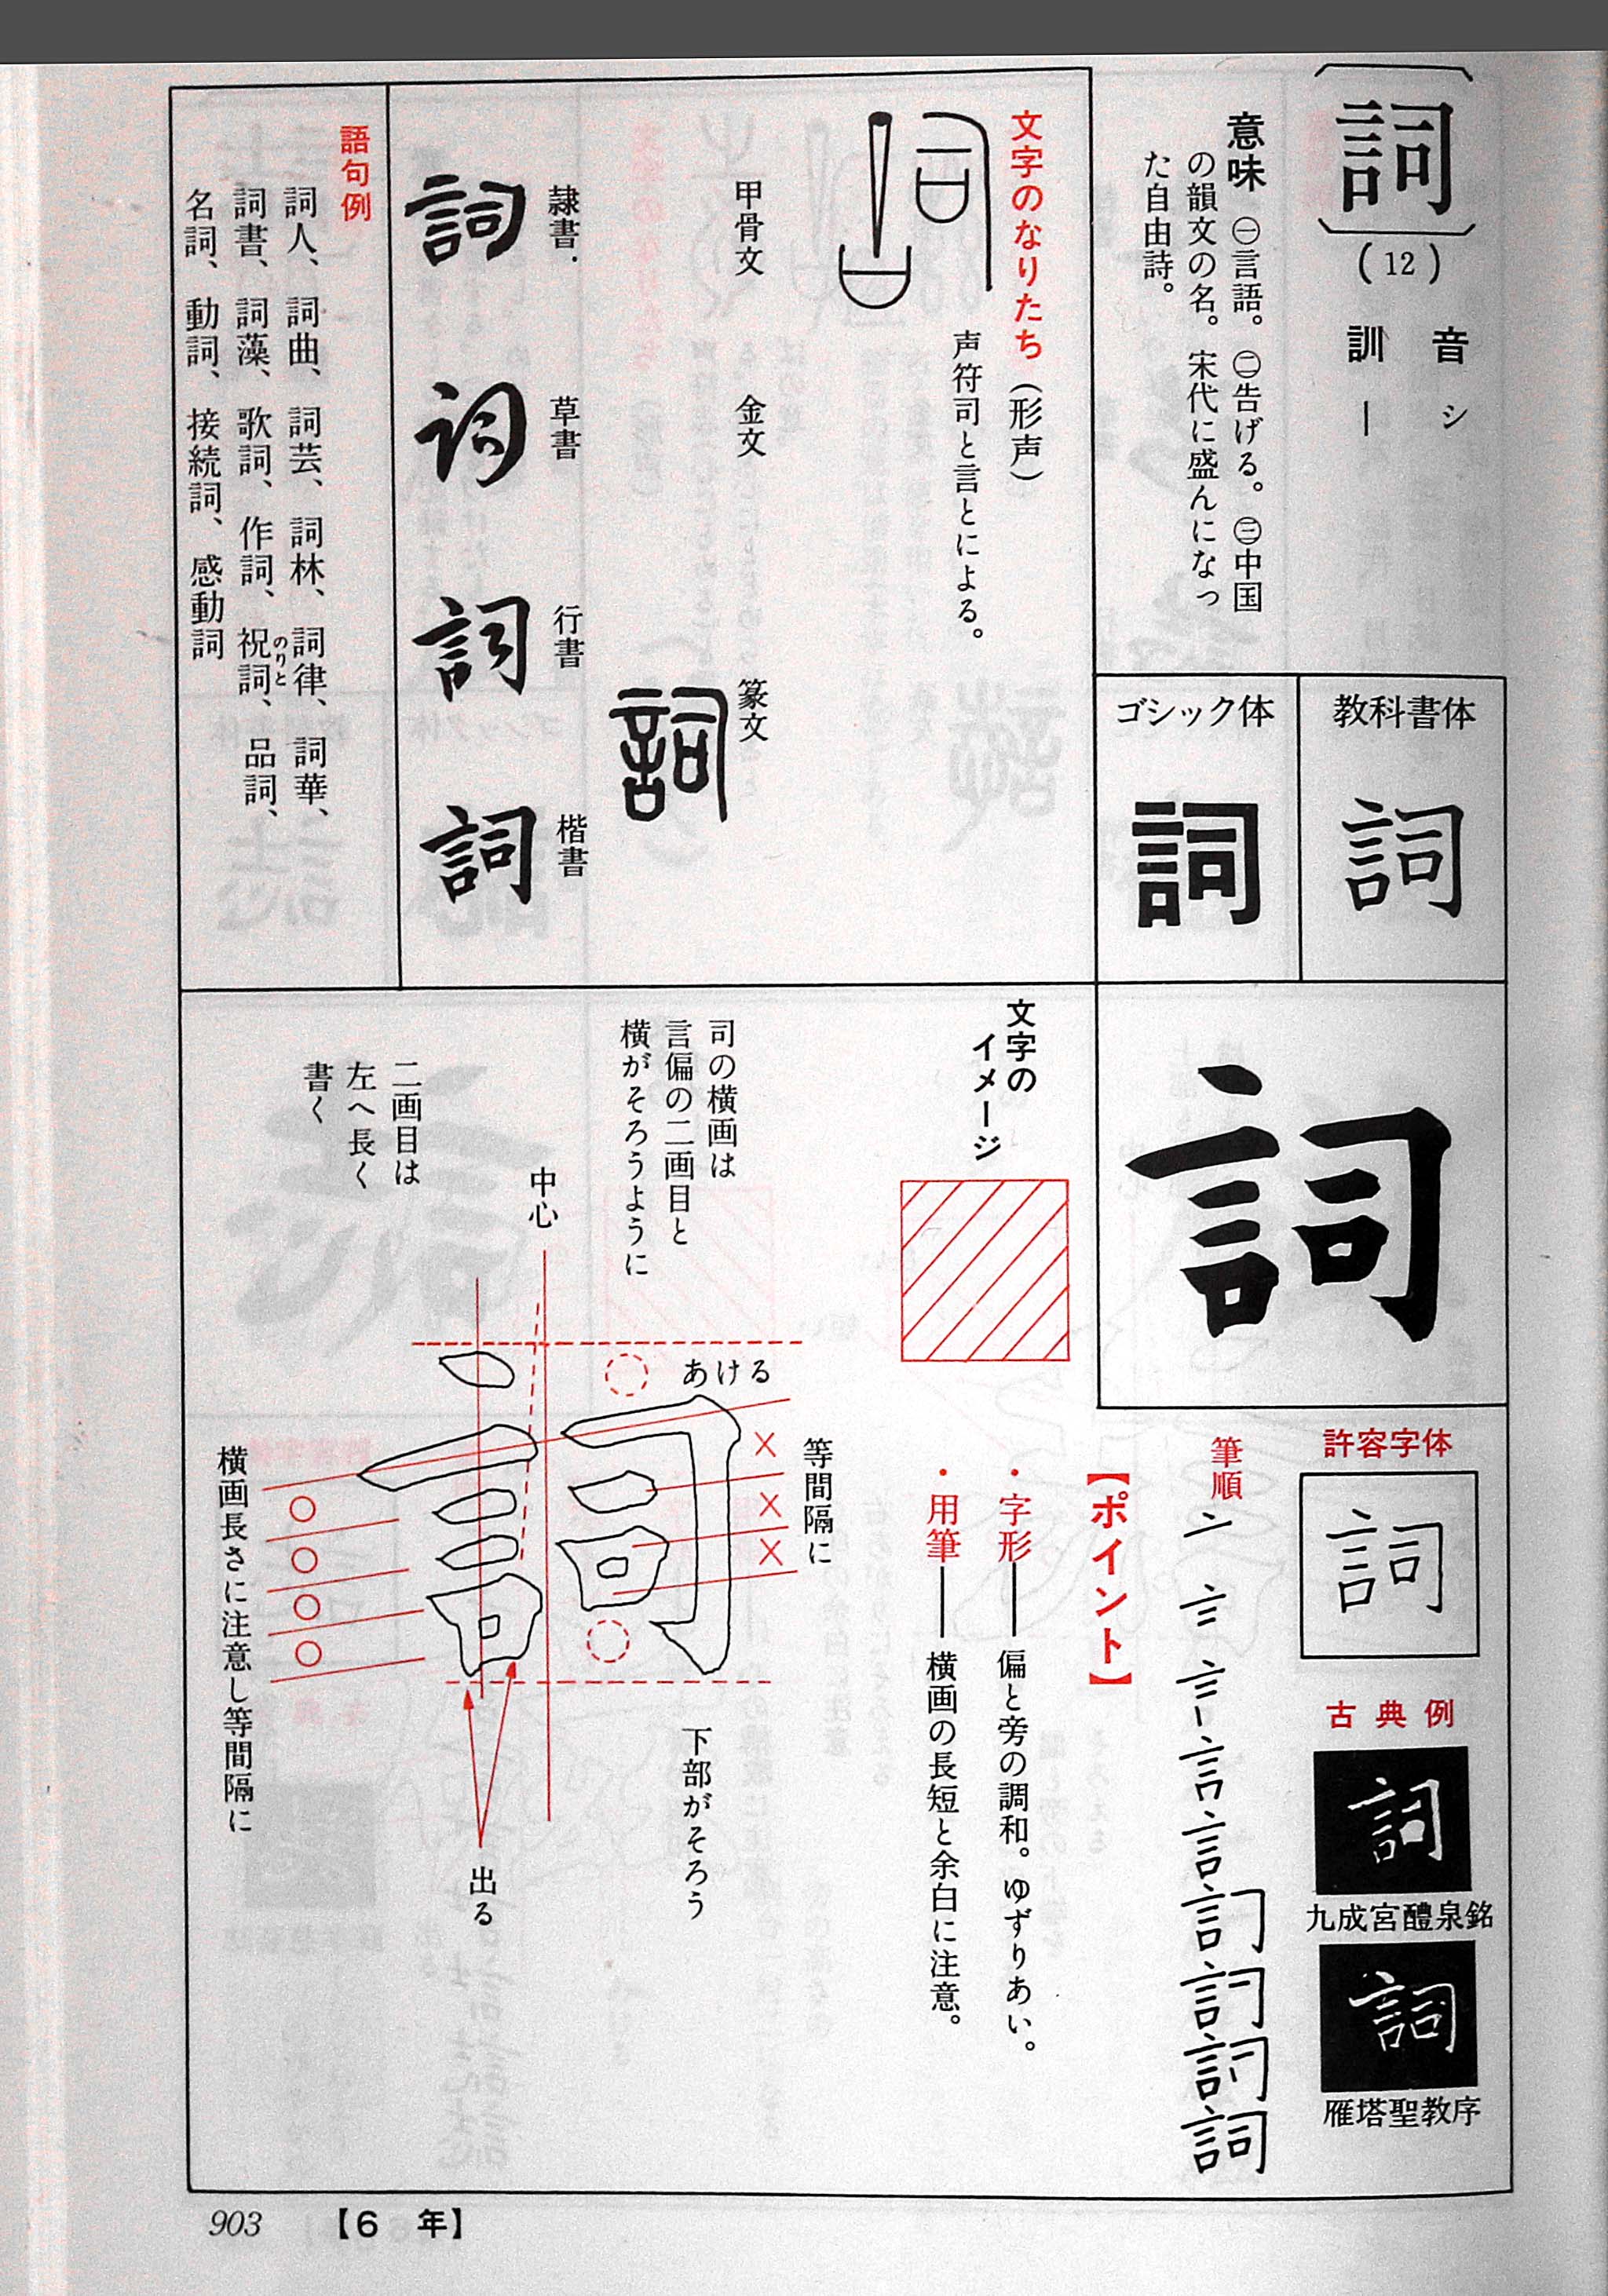 〔詞〕
(12)
音 シ
訓 ―
意味 ㊀言語。㊁告げる。㊂中国
の韻文の名。宋代に盛んになっ
た自由詩。
教科書体
詞
ゴシック体
詞
文字のなりたち(形声)
声符司と言とによる。
甲骨文
金文
篆文
詞
隷書.
詞
草書
詞
行書
詞
楷書
詞
語句例
詞人、詞曲、詞芸、詞林、詞律、詞華、
詞書、詞藻、歌詞、作詞、祝詞、品詞、
のりと
名詞、動詞、接続詞、感動詞
詞
許容字体
詞
古典例
詞
九成宮醴泉銘
詞
雁塔聖教序
筆順
詞
【ポイント】
・字形――偏と旁の調和。ゆずりあい。
・用筆――横画の長短と余白に注意。
文字の
イメージ
司の横画は
言偏の二画目と
横がそろうように
二画目は
左へ長く
書く
中心
あける
等間隔に
詞
下部がそろう
出る
横画長さに注意し等間隔に
903
【6 年】